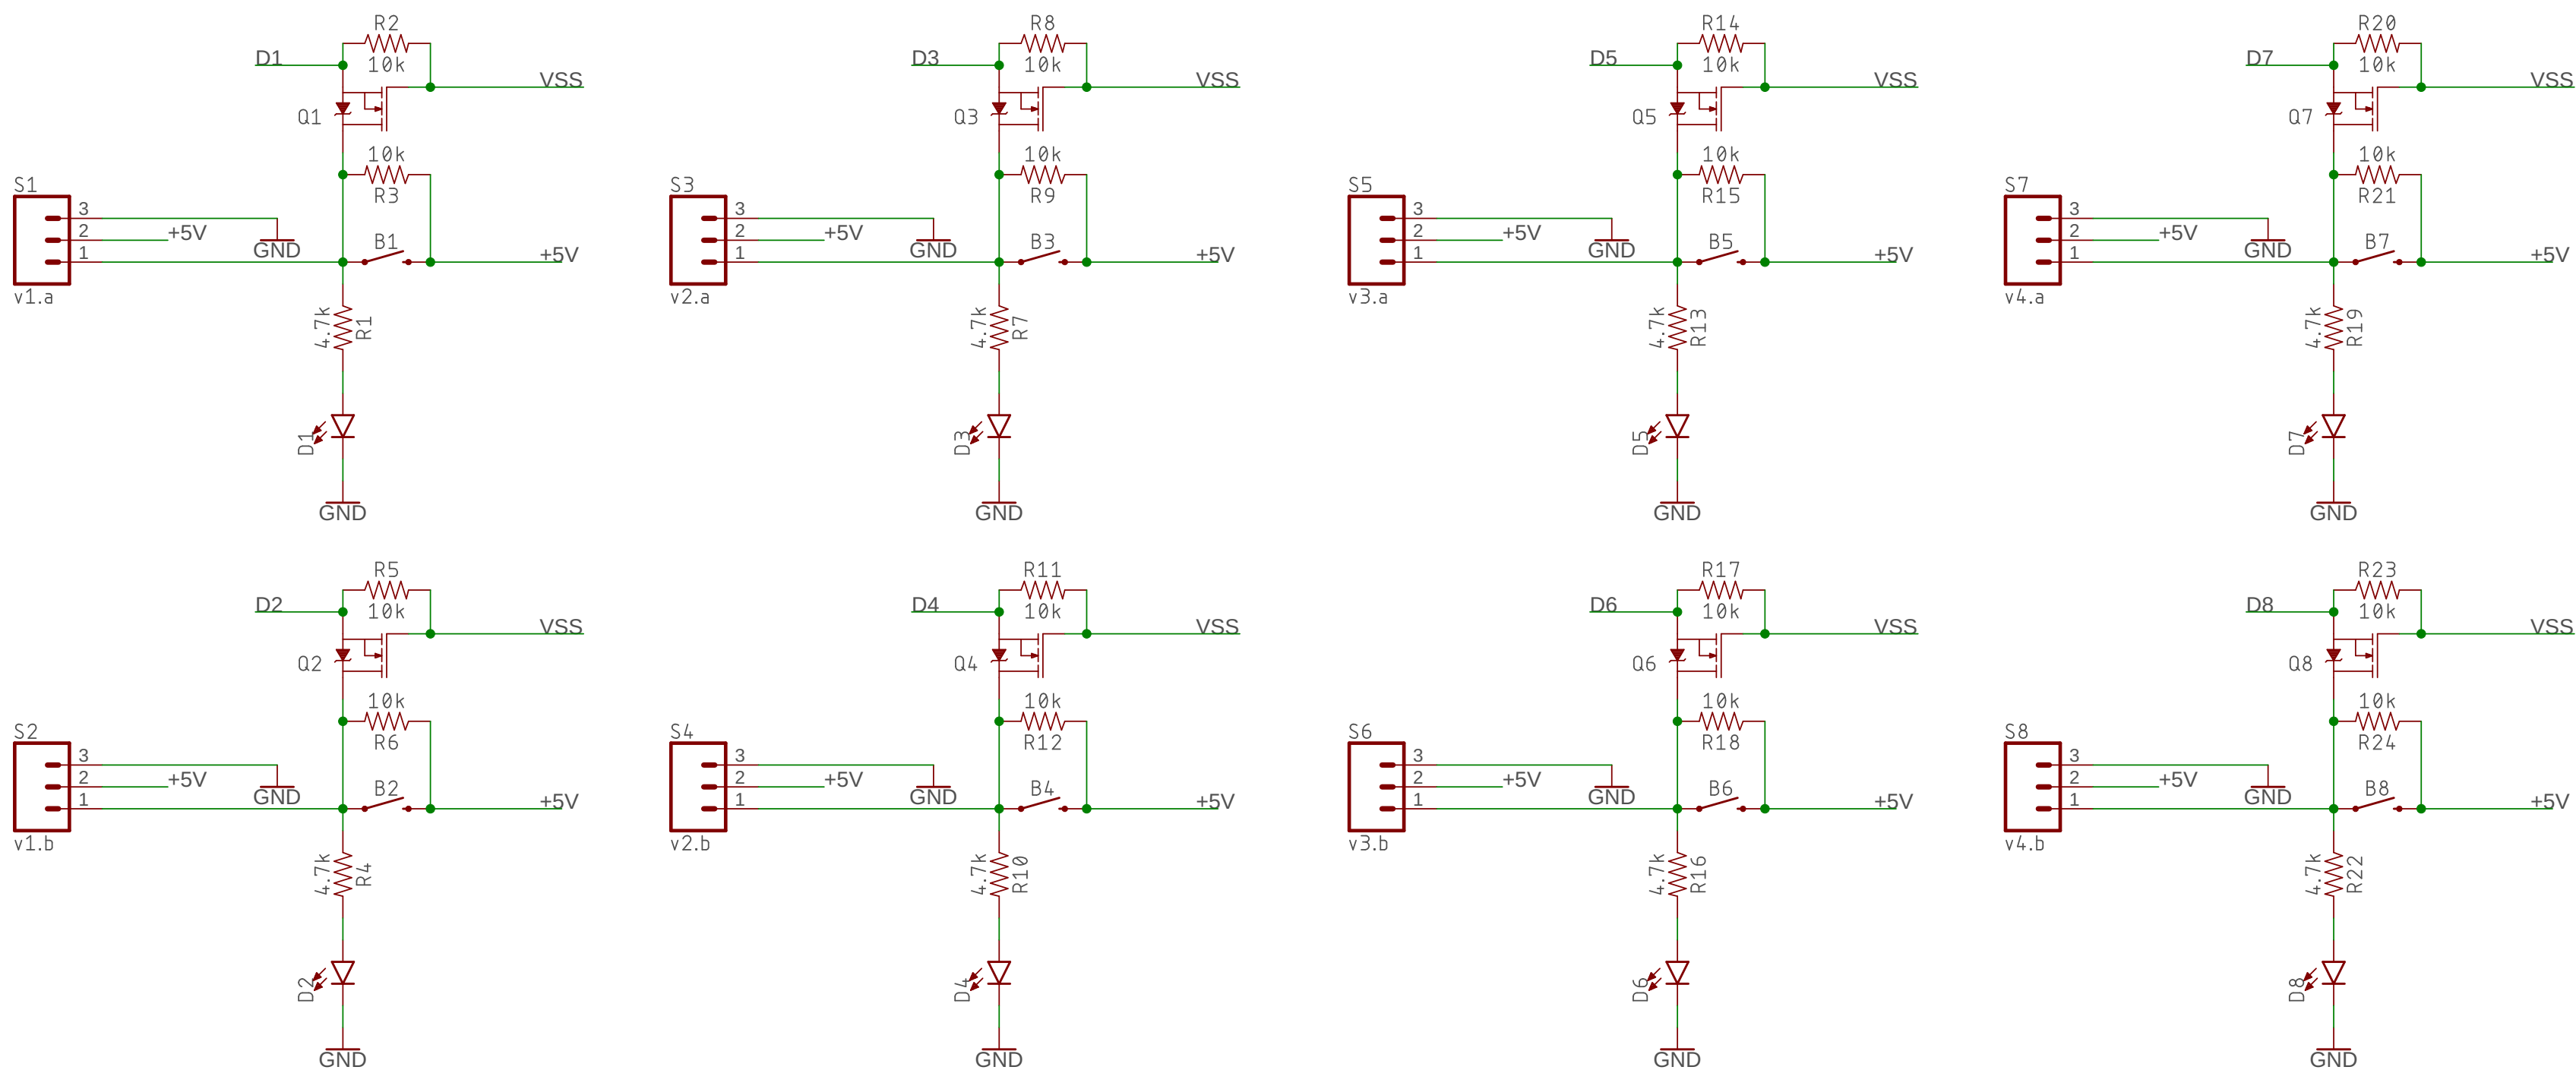 R2
10k
D1
VSS
Q1
10k
R3
S1
3
2
1
+5V
GND
B1
+5V
v1.a
4.7k
R1
D1
GND
R8
10k
D3
VSS
Q3
10k
R9
S3
3
2
1
+5V
GND
B3
+5V
v2.a
4.7k
R7
D3
GND
R14
10k
D5
VSS
Q5
10k
R15
S5
3
2
1
+5V
GND
B5
+5V
v3.a
4.7k
R13
D5
GND
R20
10k
D7
VSS
Q7
10k
R21
S7
3
2
1
+5V
GND
B7
+5V
v4.a
4.7k
R19
D7
GND
R5
10k
D2
VSS
Q2
10k
R6
S2
3
2
1
+5V
GND
B2
+5V
v1.b
4.7k
R4
D2
GND
R11
10k
D4
VSS
Q4
10k
R12
S4
3
2
1
+5V
GND
B4
+5V
v2.b
4.7k
R10
D4
GND
R17
10k
D6
VSS
Q6
10k
R18
S6
3
2
1
+5V
GND
B6
+5V
v3.b
4.7k
R16
D6
GND
R23
10k
D8
VSS
Q8
10k
R24
S8
3
2
1
+5V
GND
B8
+5V
v4.b
4.7k
R22
D8
GND